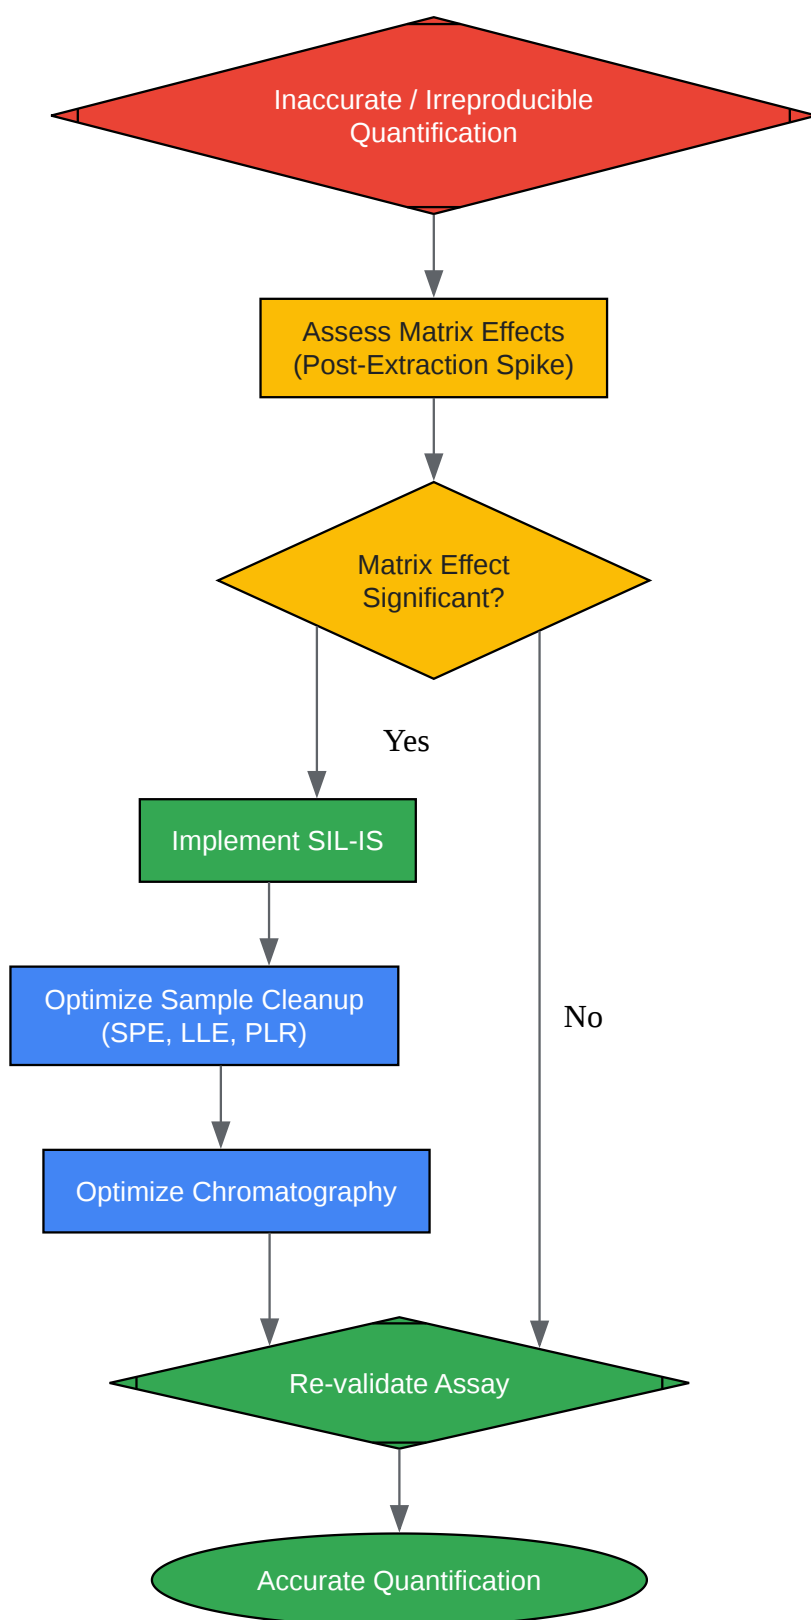 Inaccurate / Irreproducible
Quantification
Assess Matrix Effects
(Post-Extraction Spike)
Matrix Effect
Significant?
Yes
Implement SIL-IS
Optimize Sample Cleanup
(SPE, LLE, PLR)
No
Optimize Chromatography
Re-validate Assay
Accurate Quantification